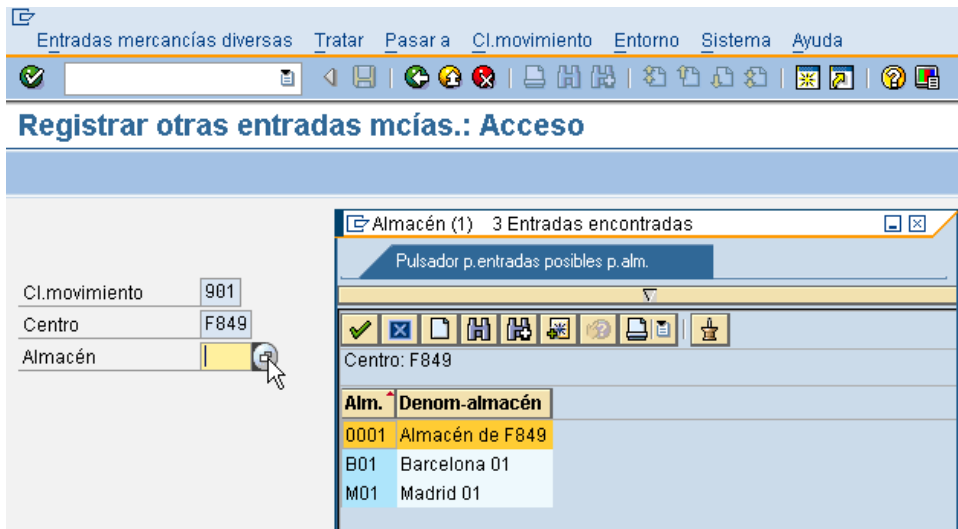 Entradas mercancías diversas Tratar Pasar a Cl.movimiento Entorno Sistema Ayuda
Registrar otras entradas mcías.: Acceso
Almacén (1) 3 Entradas encontradas
Pulsador p.entradas posibles p.alm.
Cl.movimiento 901
Centro F849
Almacén
Centro: F849
Alm. Denom-almacén
0001 Almacén de F849
B01 Barcelona 01
M01 Madrid 01